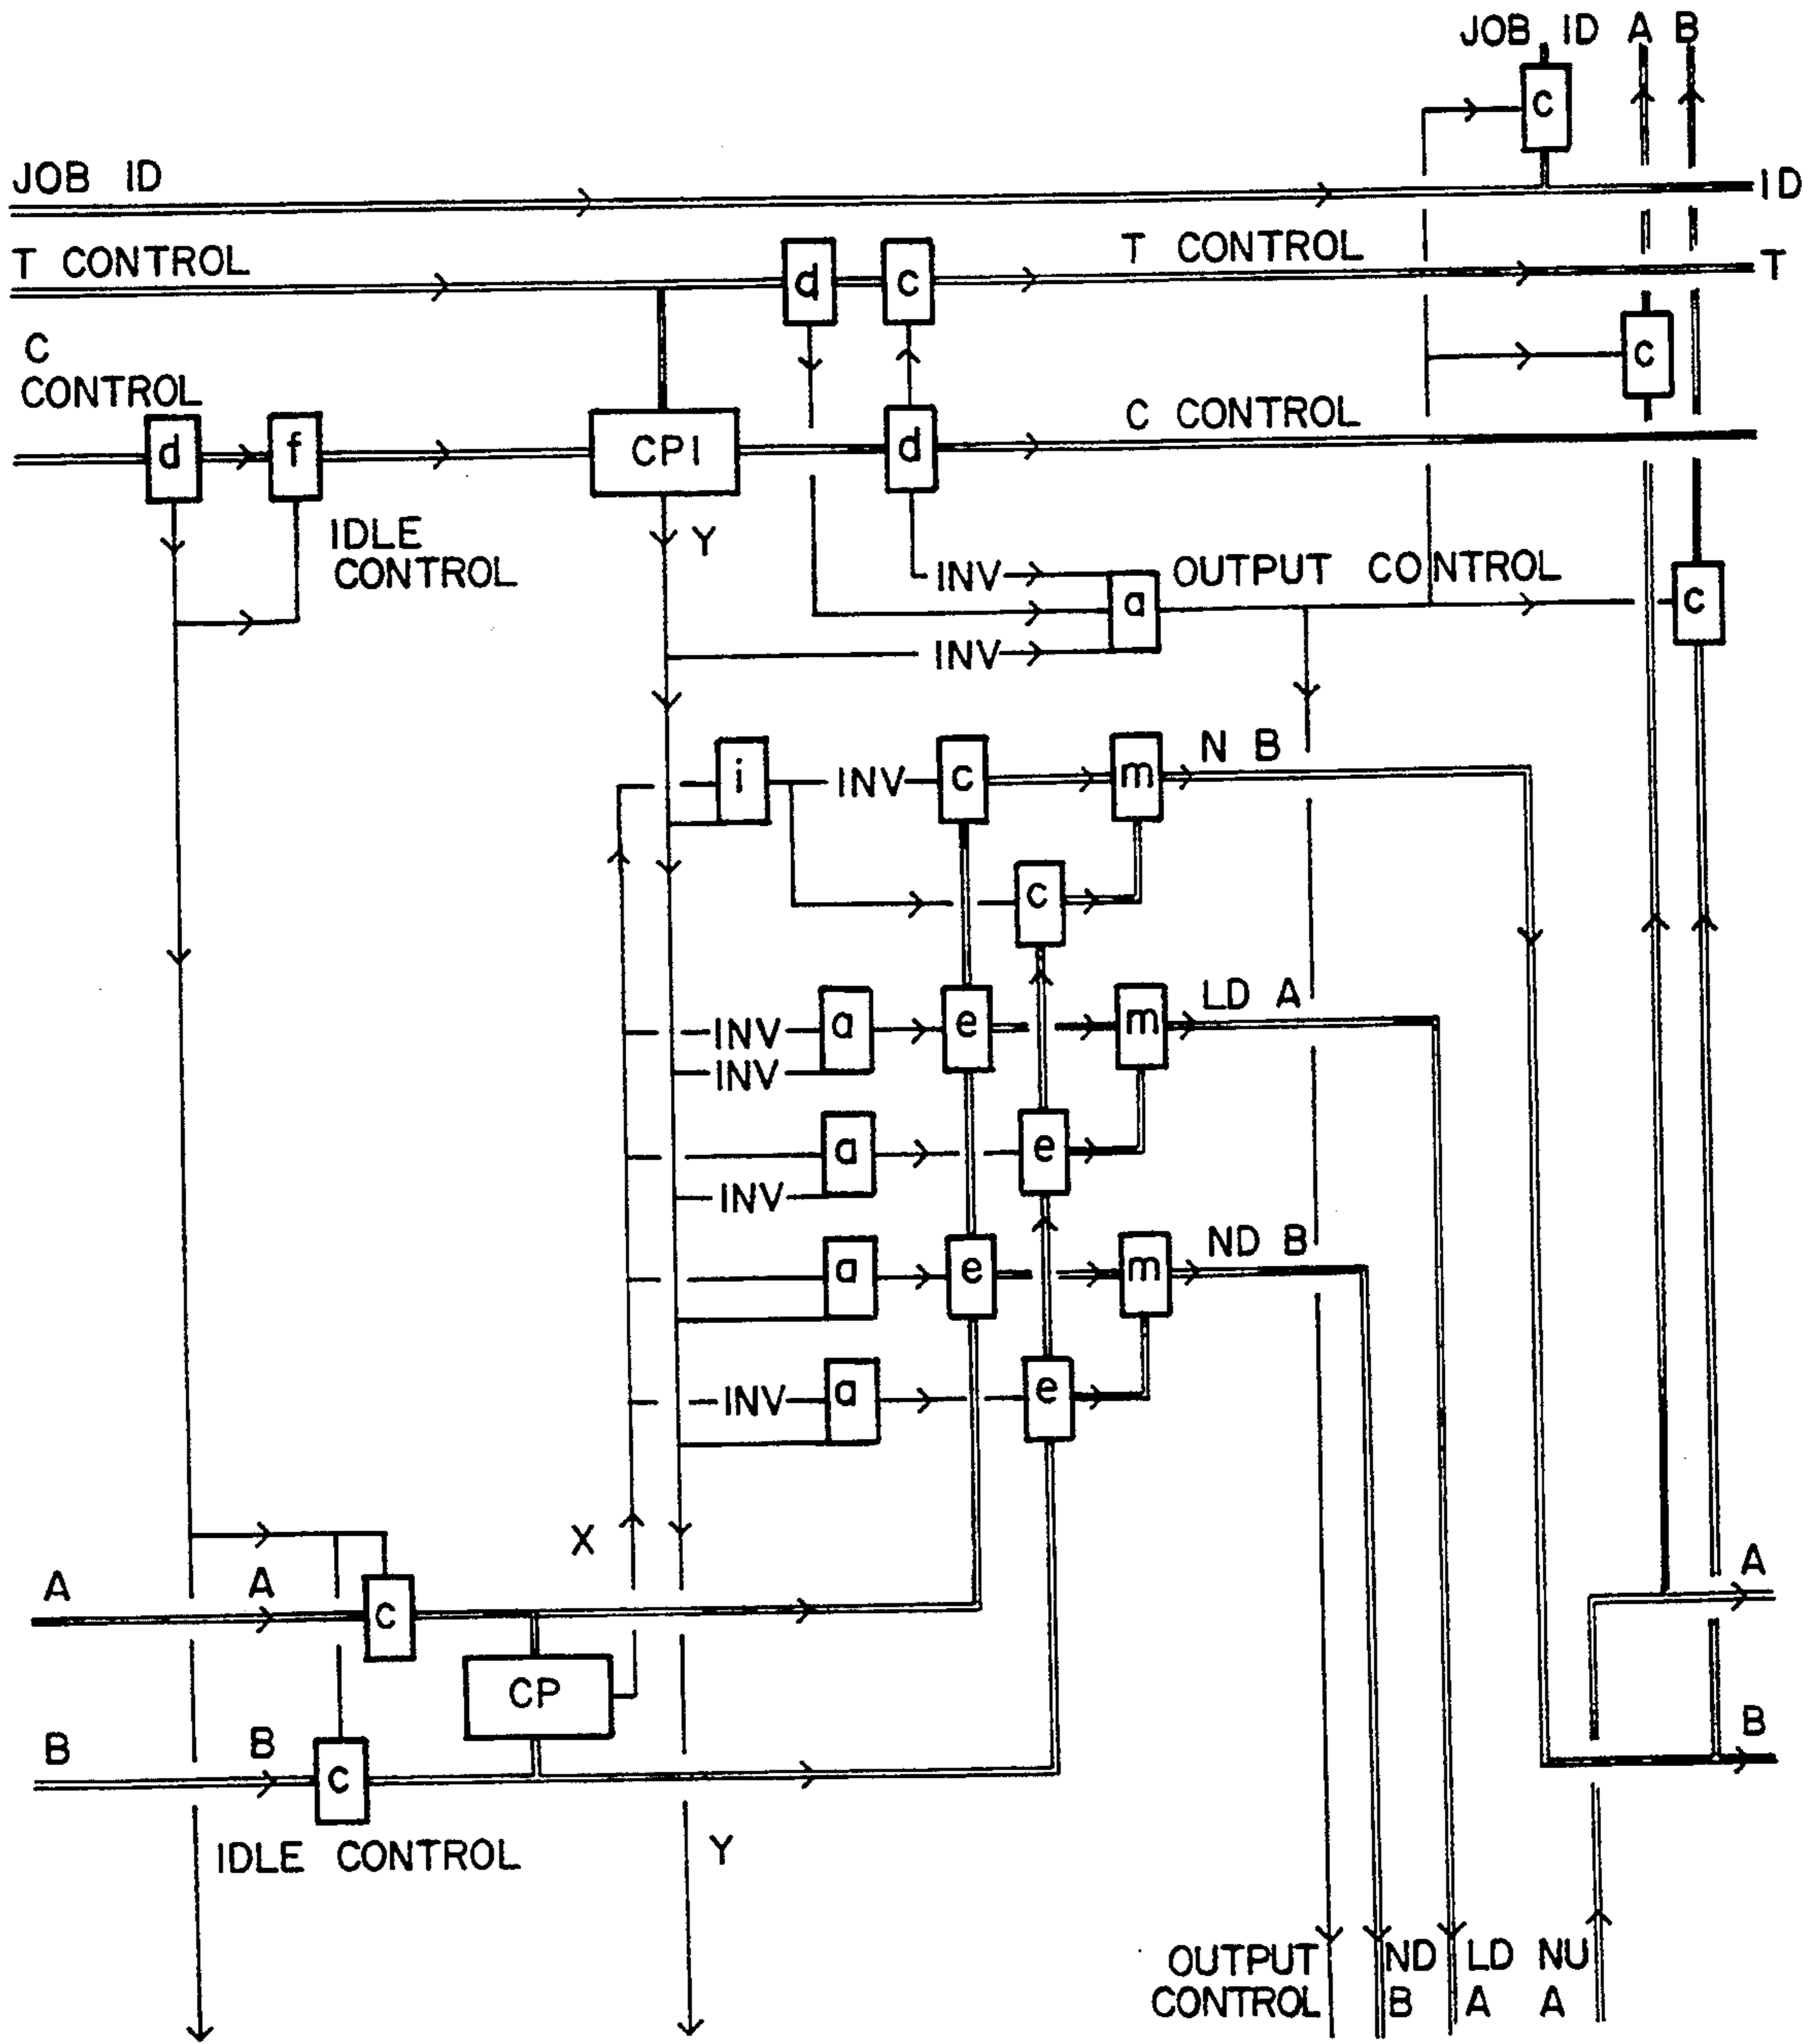 JOB ID A B
c
JOB ID
ID
T CONTROL
T CONTROL
T
d
c
C
CONTROL
c
C CONTROL
d
f
CPI
d
IDLE
CONTROL
Y
INV
OUTPUT CONTROL
a
c
INV
i
INV
c
m
N B
c
LD A
INV
a
e
m
INV
a
e
INV
ND B
a
e
m
INV
a
e
X
A
A
c
A
CP
B
B
c
B
IDLE CONTROL
Y
OUTPUT
CONTROL
ND
B
LD
A
NU
A